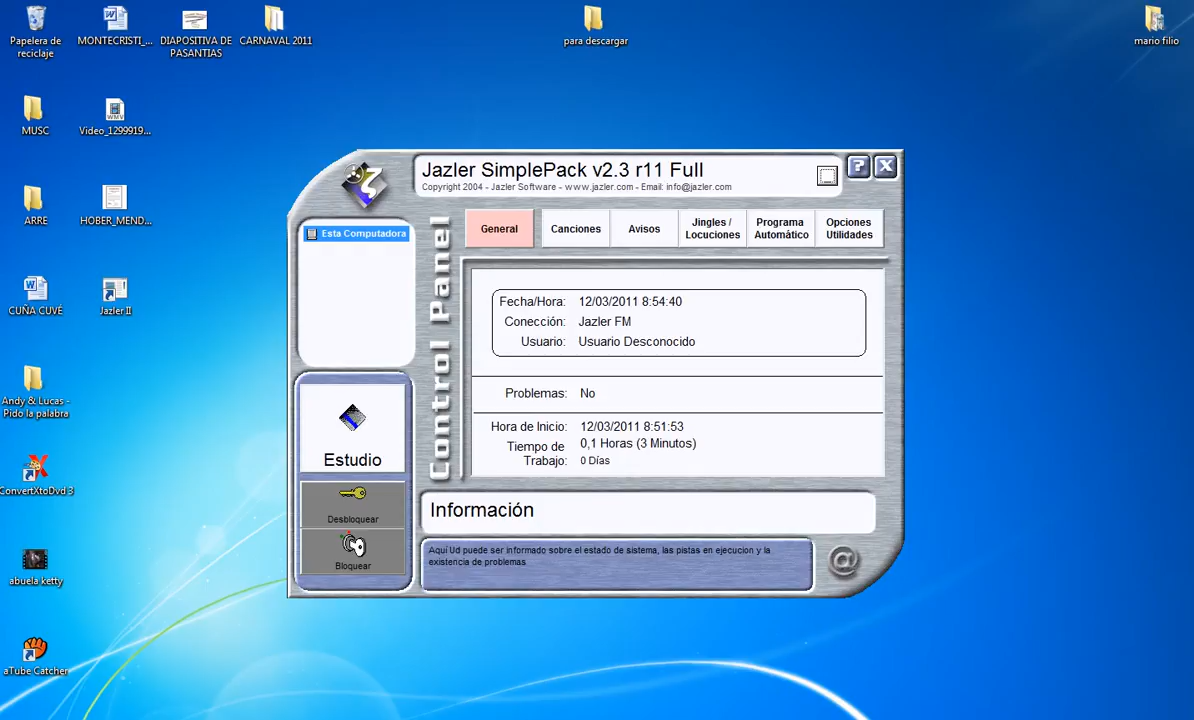 Papelera de
reciclaje
MONTECRISTI_...
DIAPOSITIVA DE
PASANTIAS
CARNAVAL 2011
para descargar
mario filio
MUSC
Video_1299919...
ARRE
HOBER_MEND...
CUÑA CUVÉ
Jazler II
Andy & Lucas -
Pido la palabra
ConvertXtoDvd 3
abuela ketty
aTube Catcher
Jazler SimplePack v2.3 r11 Full
Copyright 2004 - Jazler Software - www.jazler.com - Email: info@jazler.com
?
X
Esta Computadora
Control Panel
General
Canciones
Avisos
Jingles /
Locuciones
Programa
Automático
Opciones
Utilidades
Fecha/Hora: 12/03/2011 8:54:40
Conección: Jazler FM
Usuario: Usuario Desconocido
Problemas: No
Hora de Inicio: 12/03/2011 8:51:53
Tiempo de 0,1 Horas (3 Minutos)
Trabajo: 0 Días
Estudio
Desbloquear
Bloquear
Información
Aquí Ud puede ser informado sobre el estado de sistema, las pistas en ejecucion y la
existencia de problemas
@
WMV